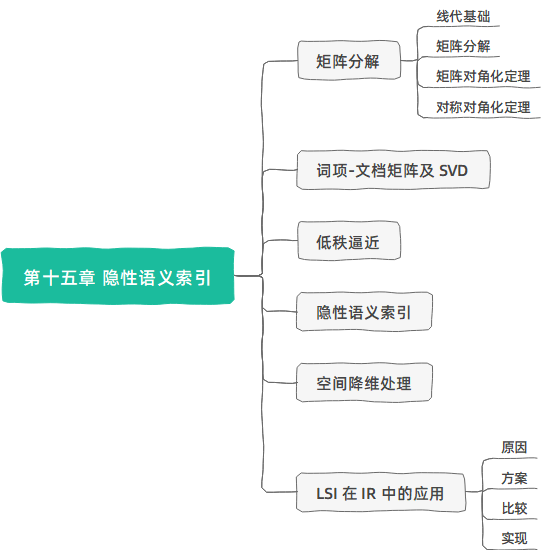 第十五章 隐性语义索引
矩阵分解
线代基础
矩阵分解
矩阵对角化定理
对称对角化定理
词项-文档矩阵及 SVD
低秩逼近
隐性语义索引
空间降维处理
LSI 在 IR 中的应用
原因
方案
比较
实现